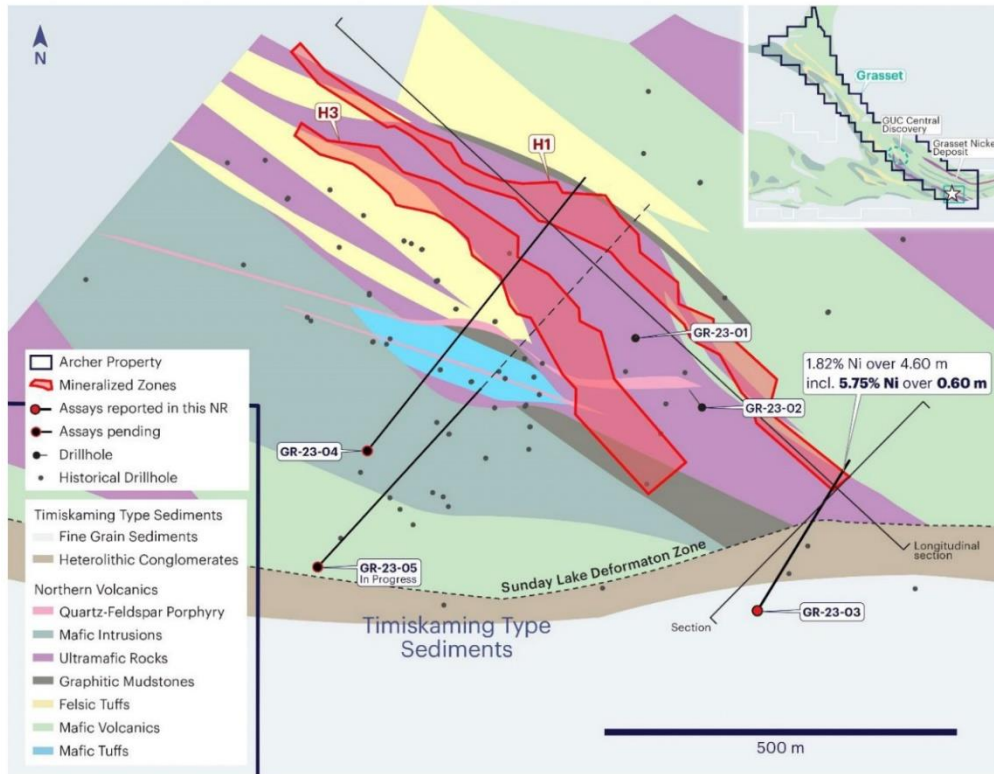 N
H3
H1
Grasset
GUC Central
Discovery
Grasset Nickel
Deposit
GR-23-01
1.82% Ni over 4.60 m
incl. 5.75% Ni over 0.60 m
GR-23-02
GR-23-04
GR-23-05
In Progress
Sunday Lake Deformaton Zone
Longitudinal
section
Section
GR-23-03
Timiskaming Type
Sediments
500 m
Archer Property
Mineralized Zones
Assays reported in this NR
Assays pending
Drillhole
Historical Drillhole
Timiskaming Type Sediments
Fine Grain Sediments
Heterolithic Conglomerates
Northern Volcanics
Quartz-Feldspar Porphyry
Mafic Intrusions
Ultramafic Rocks
Graphitic Mudstones
Felsic Tuffs
Mafic Volcanics
Mafic Tuffs